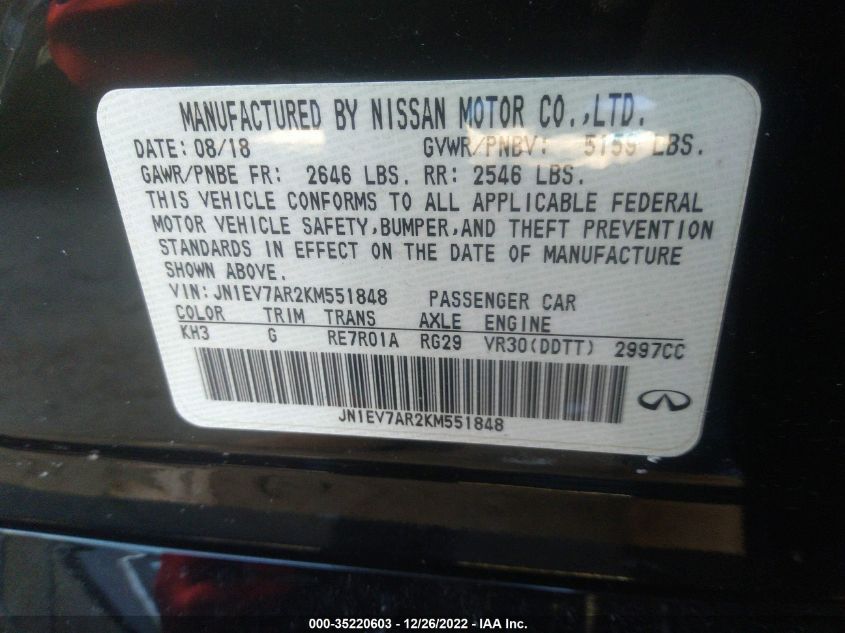 MANUFACTURED BY NISSAN MOTOR CO.,LTD.
DATE: 08/18 GVWR/PNBV: 5159 LBS.
GAWR/PNBE FR: 2646 LBS. RR: 2546 LBS.
THIS VEHICLE CONFORMS TO ALL APPLICABLE FEDERAL
MOTOR VEHICLE SAFETY,BUMPER,AND THEFT PREVENTION
STANDARDS IN EFFECT ON THE DATE OF MANUFACTURE
SHOWN ABOVE.
VIN:JN1EV7AR2KM551848 PASSENGER CAR
COLOR TRIM TRANS AXLE ENGINE
KH3 G RE7R01A RG29 VR30(DDTT) 2997CC
JN1EV7AR2KM551848
000-35220603 - 12/26/2022 - IAA Inc.